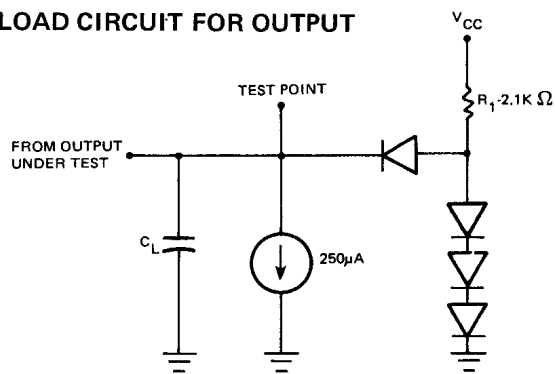 LOAD CIRCUIT FOR OUTPUT
VCC
R1-2.1K Ω
TEST POINT
FROM OUTPUT
UNDER TEST
CL
250μA